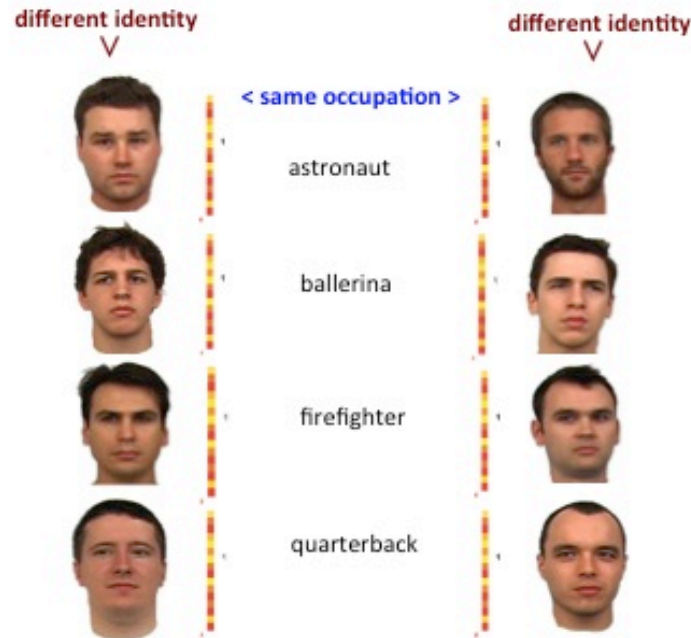 different identity
different identity
< same occupation >
astronaut
ballerina
firefighter
quarterback